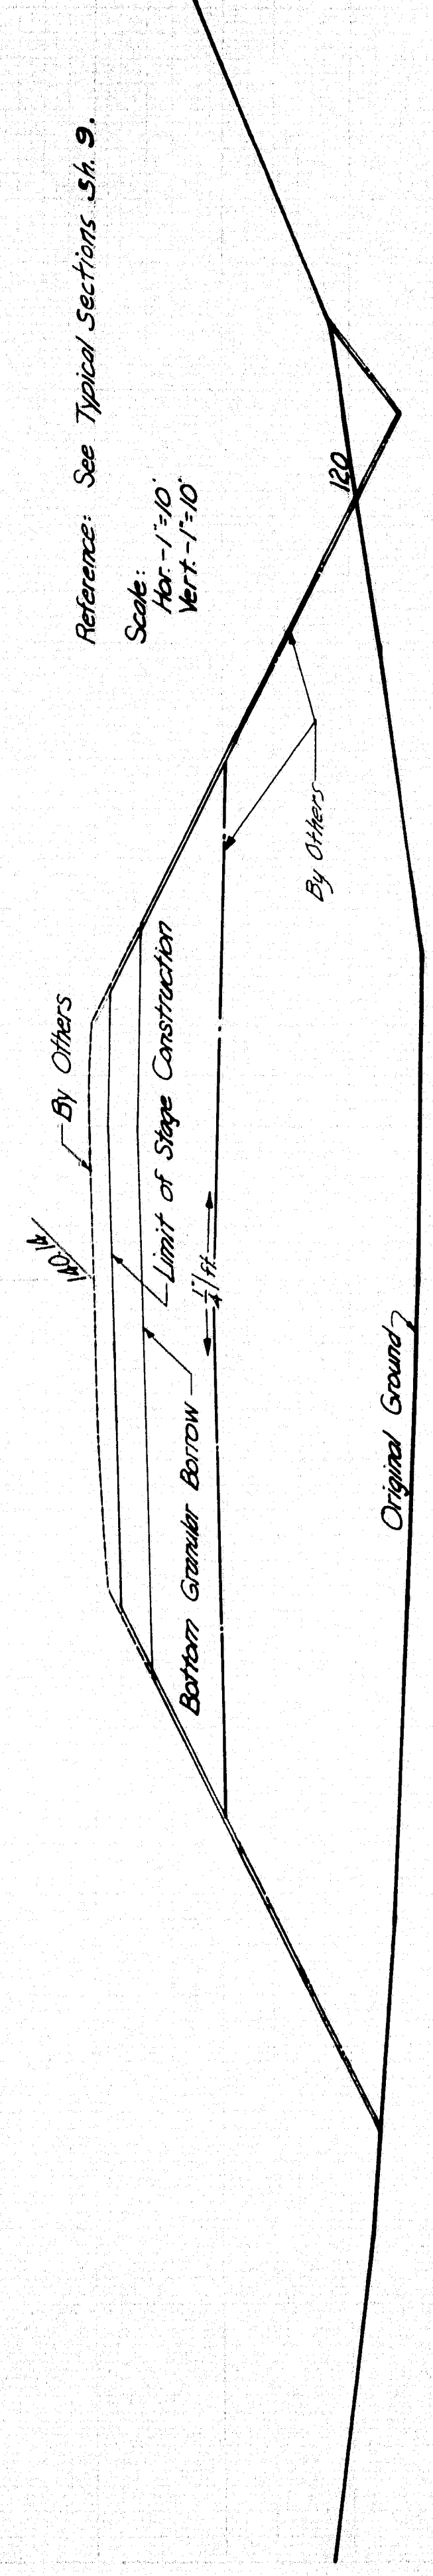 Reference: See Typical Sections Sh. 9.
Scale:
Hor.-1"=10'
Vert.-1"=10'
140.14
By Others
Limit of Stage Construction
1/4"/ft.
Bottom Granular Borrow
120
By Others
Original Ground